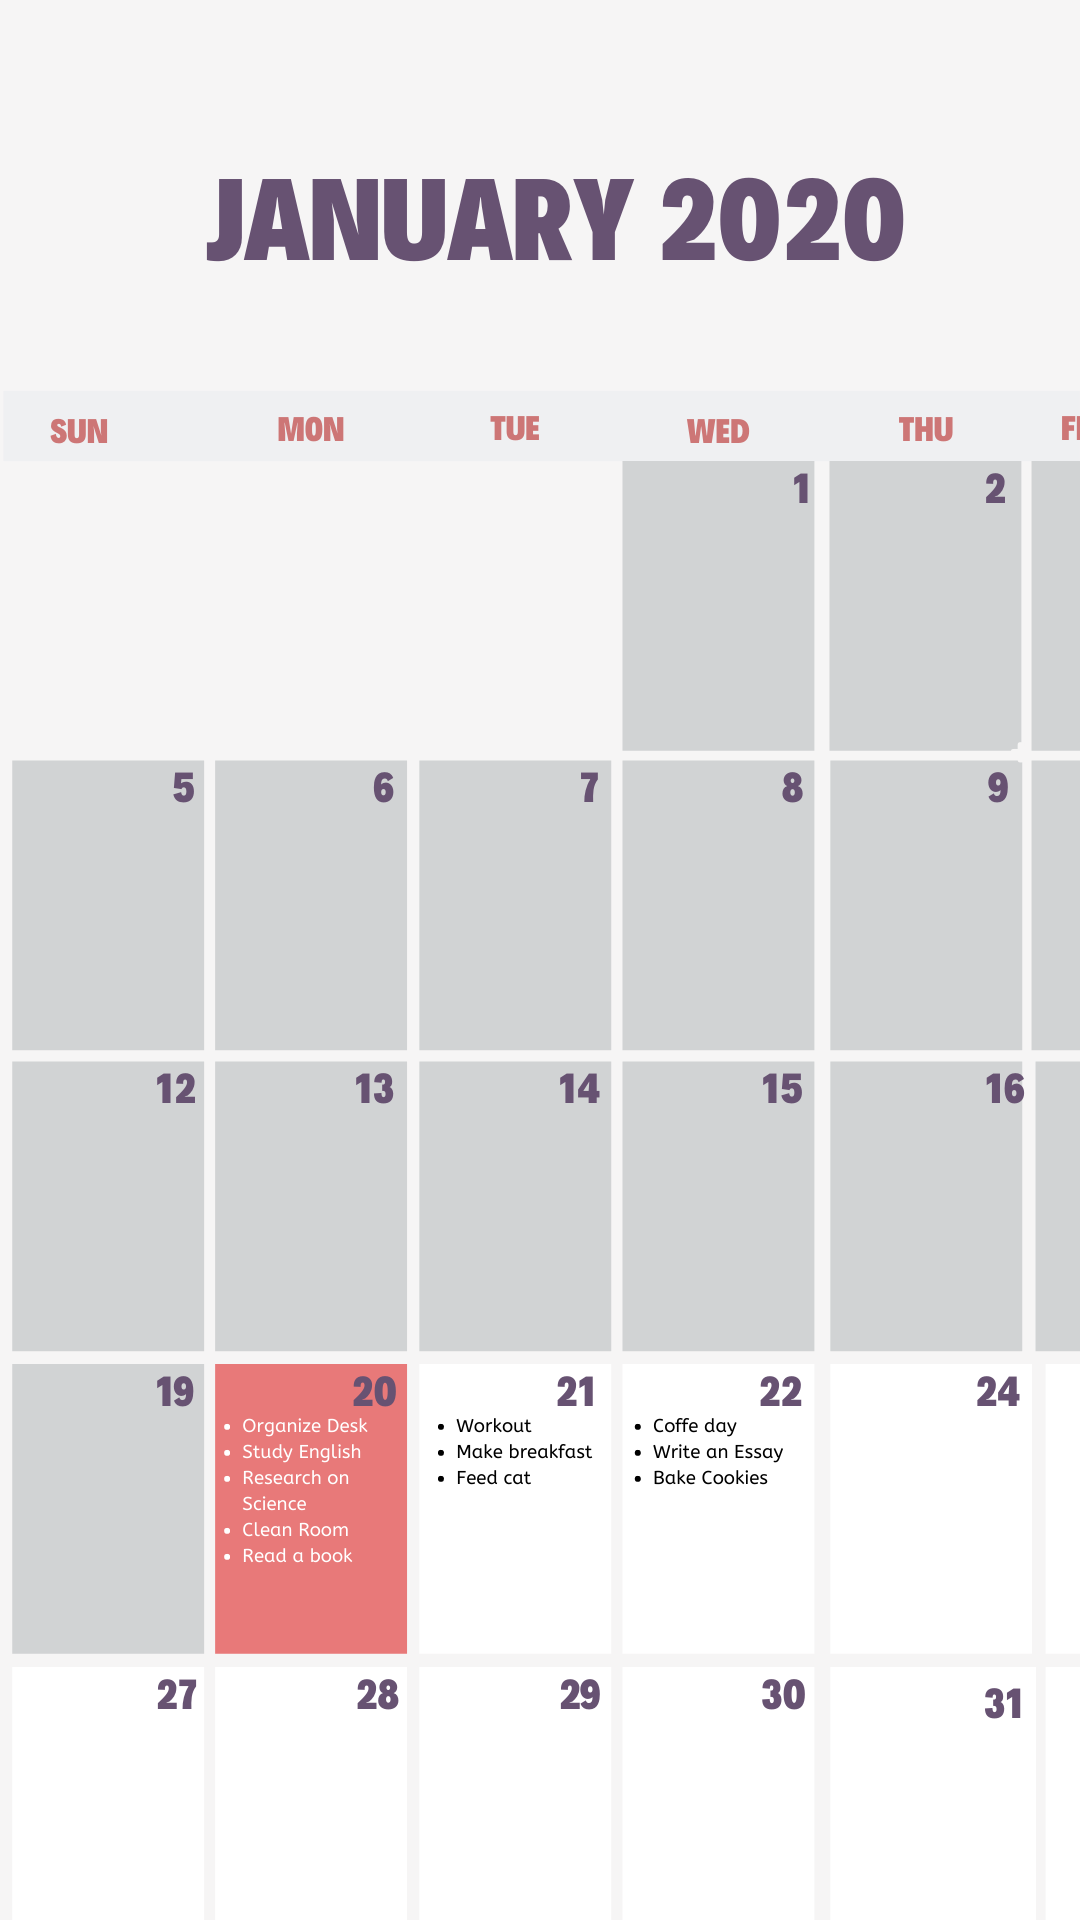 JANUARY 2020
SUN MON TUE WED THU
1 2
5 6 7 8 9
12 13 14 15 16
19 20 21 22 24
• Organize Desk
• Study English
• Research on
Science
• Clean Room
• Read a book
• Workout
• Make breakfast
• Feed cat
• Coffe day
• Write an Essay
• Bake Cookies
27 28 29 30 31